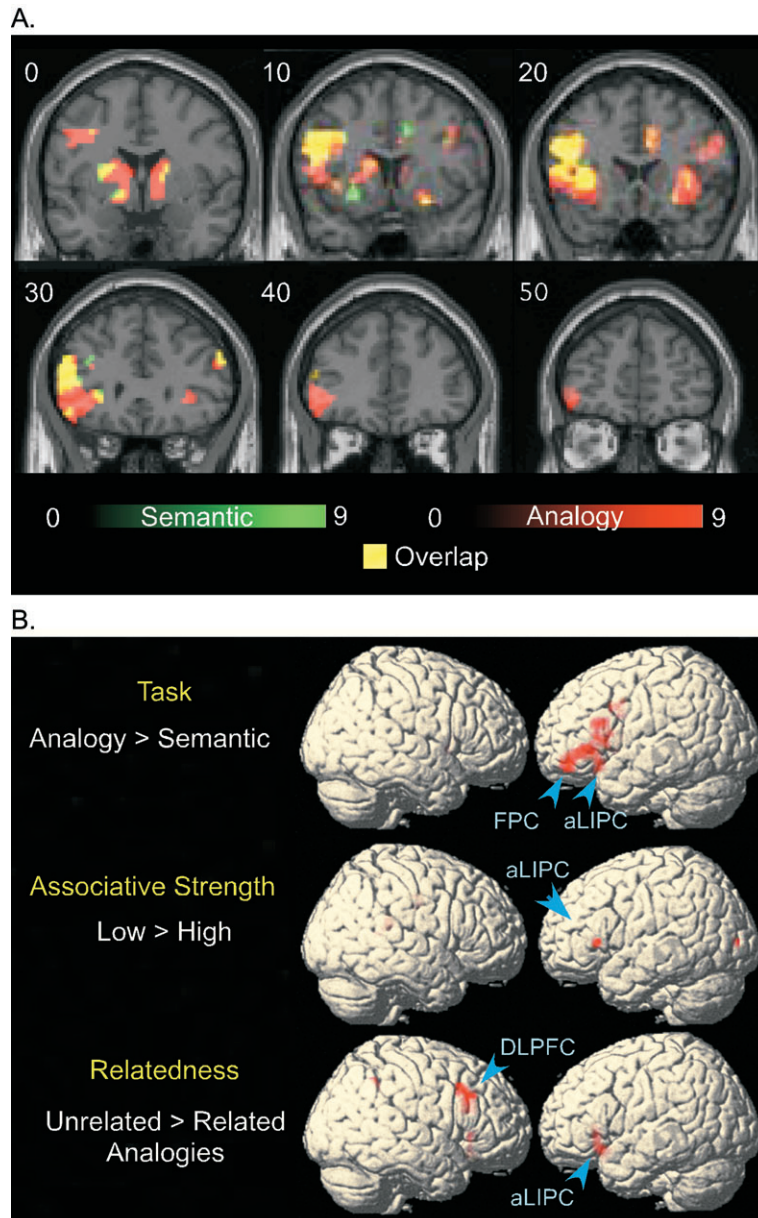 A.
0 10 20
30 40 50
0 Semantic 9 0 Analogy 9
Overlap
B.
Task
Analogy > Semantic
FPC aLIPC
Associative Strength
Low > High
aLIPC
Relatedness
Unrelated > Related
Analogies
DLPFC
aLIPC